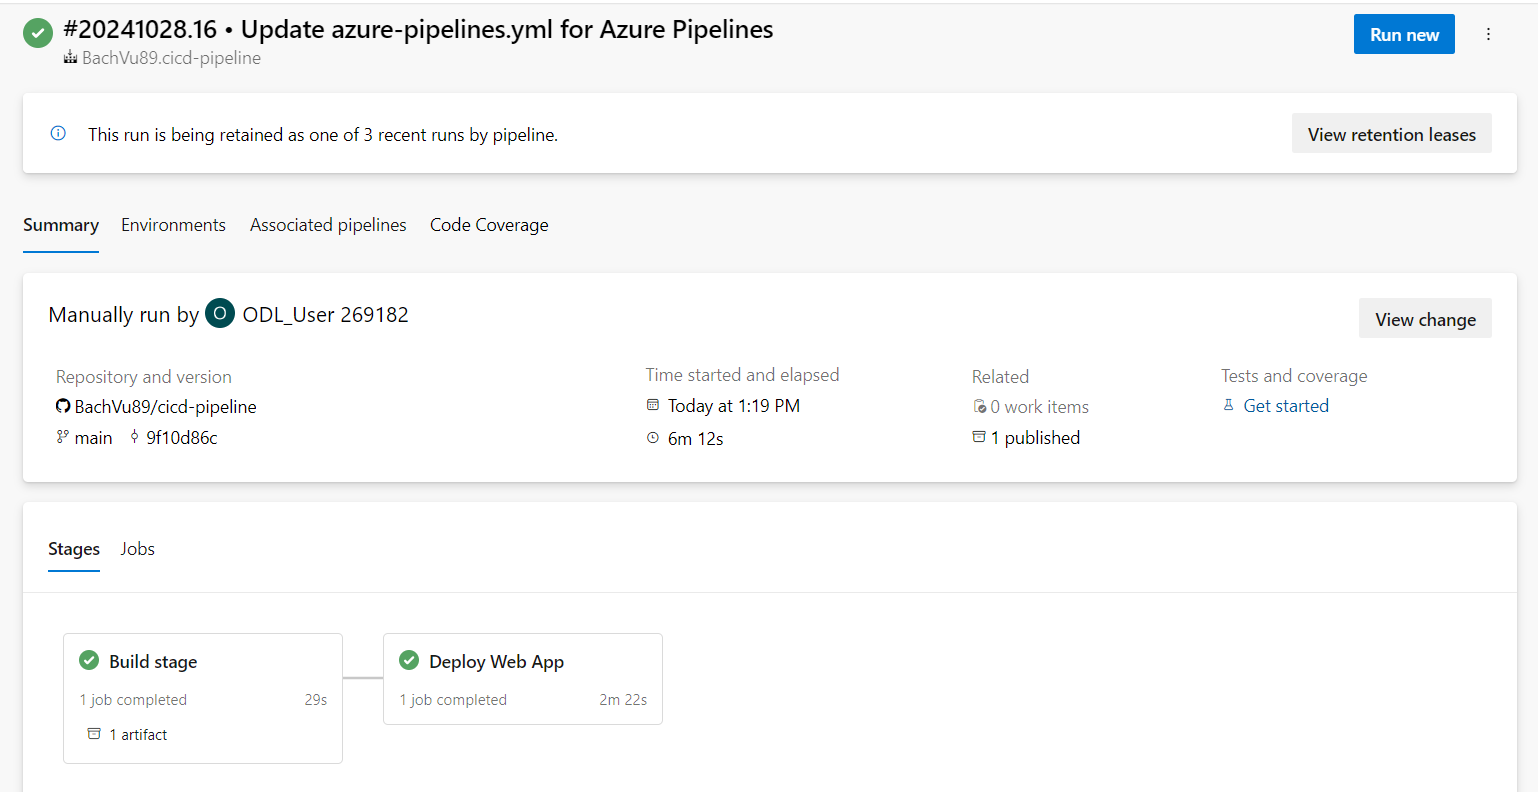 #20241028.16 • Update azure-pipelines.yml for Azure Pipelines
Run new
BachVu89.cicd-pipeline
This run is being retained as one of 3 recent runs by pipeline.
View retention leases
Summary Environments Associated pipelines Code Coverage
Manually run by O ODL_User 269182
View change
Repository and version
BachVu89/cicd-pipeline
main 9f10d86c
Time started and elapsed
Today at 1:19 PM
6m 12s
Related
0 work items
1 published
Tests and coverage
Get started
Stages Jobs
Build stage
1 job completed 29s
1 artifact
Deploy Web App
1 job completed 2m 22s